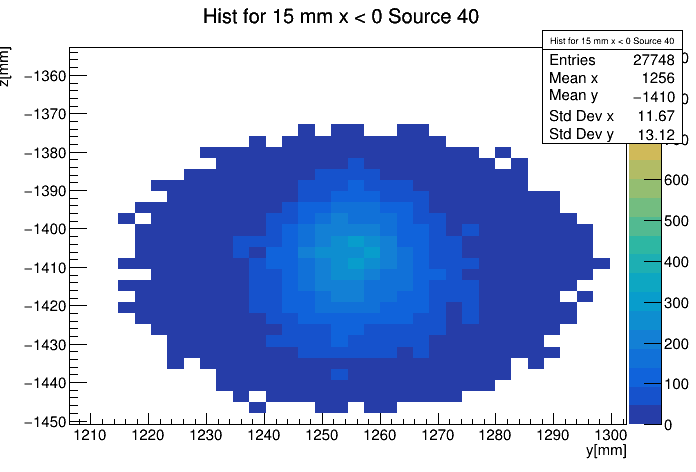 Hist for 15 mm x < 0 Source 40
Hist for 15 mm x < 0 Source 40
Entries 27748
Mean x 1256
Mean y −1410
Std Dev x 11.67
Std Dev y 13.12
z[mm]
−1360
−1380
−1390
−1400
−1410
−1420
−1430
−1440
−1450
1210 1220 1230 1240 1250 1260 1270 1280 1290 1300
y[mm]
600
500
400
300
200
100
0